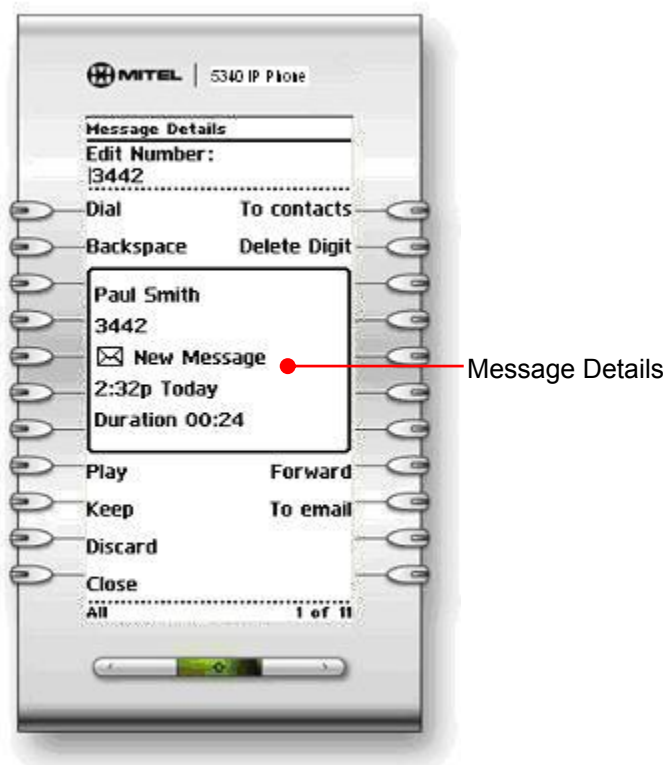 MITEL | 5340 IP Phone
Message Details
Edit Number:
3442
Dial To contacts
Backspace Delete Digit
Paul Smith
3442
New Message
Message Details
2:32p Today
Duration 00:24
Play Forward
Keep To email
Discard
Close
All 1 of 11